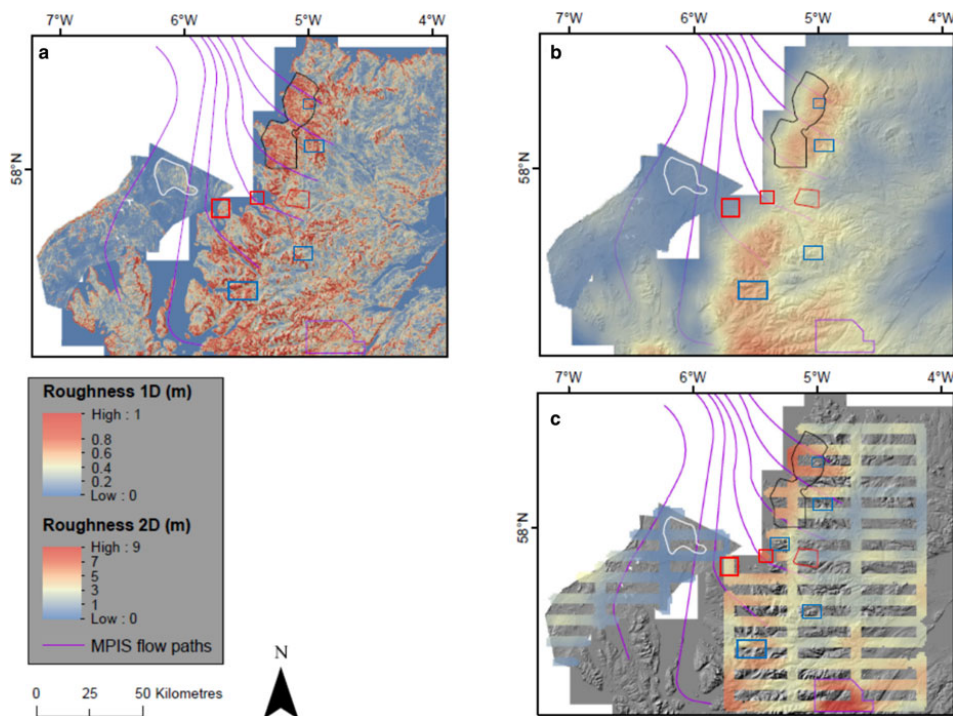 7°W 6°W 5°W 4°W
a
58°N
7°W 6°W 5°W 4°W
b
58°N
Roughness 1D (m)
High : 1
0.8
0.6
0.4
0.2
Low : 0
Roughness 2D (m)
High : 9
7
5
3
1
Low : 0
MPIS flow paths
0 25 50 Kilometres
N
7°W 6°W 5°W 4°W
c
58°N